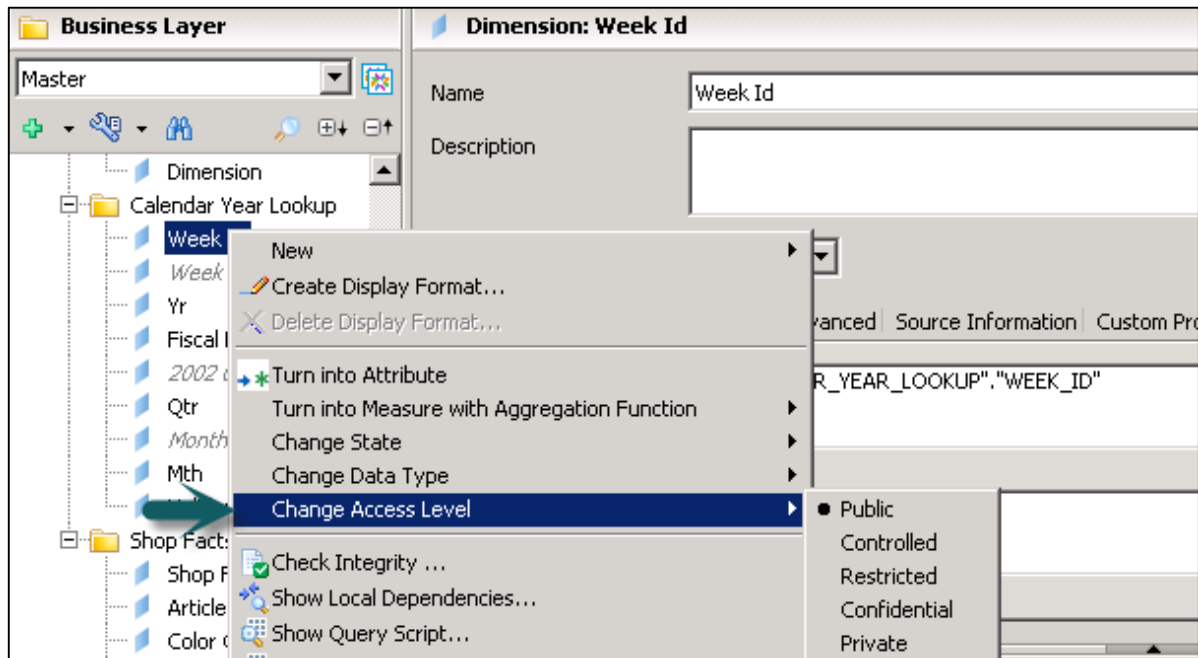 Business Layer
Master
Dimension
Calendar Year Lookup
Week
Week
Yr
Fiscal
2002
Qtr
Month
Mth
Shop Facts
Shop
Article
Color
Dimension: Week Id
Name
Week Id
Description
New
Create Display Format...
Delete Display Format...
Turn into Attribute
Turn into Measure with Aggregation Function
Change State
Change Data Type
Change Access Level
Check Integrity ...
Show Local Dependencies...
Show Query Script...
Public
Controlled
Restricted
Confidential
Private
vanced Source Information Custom Pro
R_YEAR_LOOKUP"."WEEK_ID"